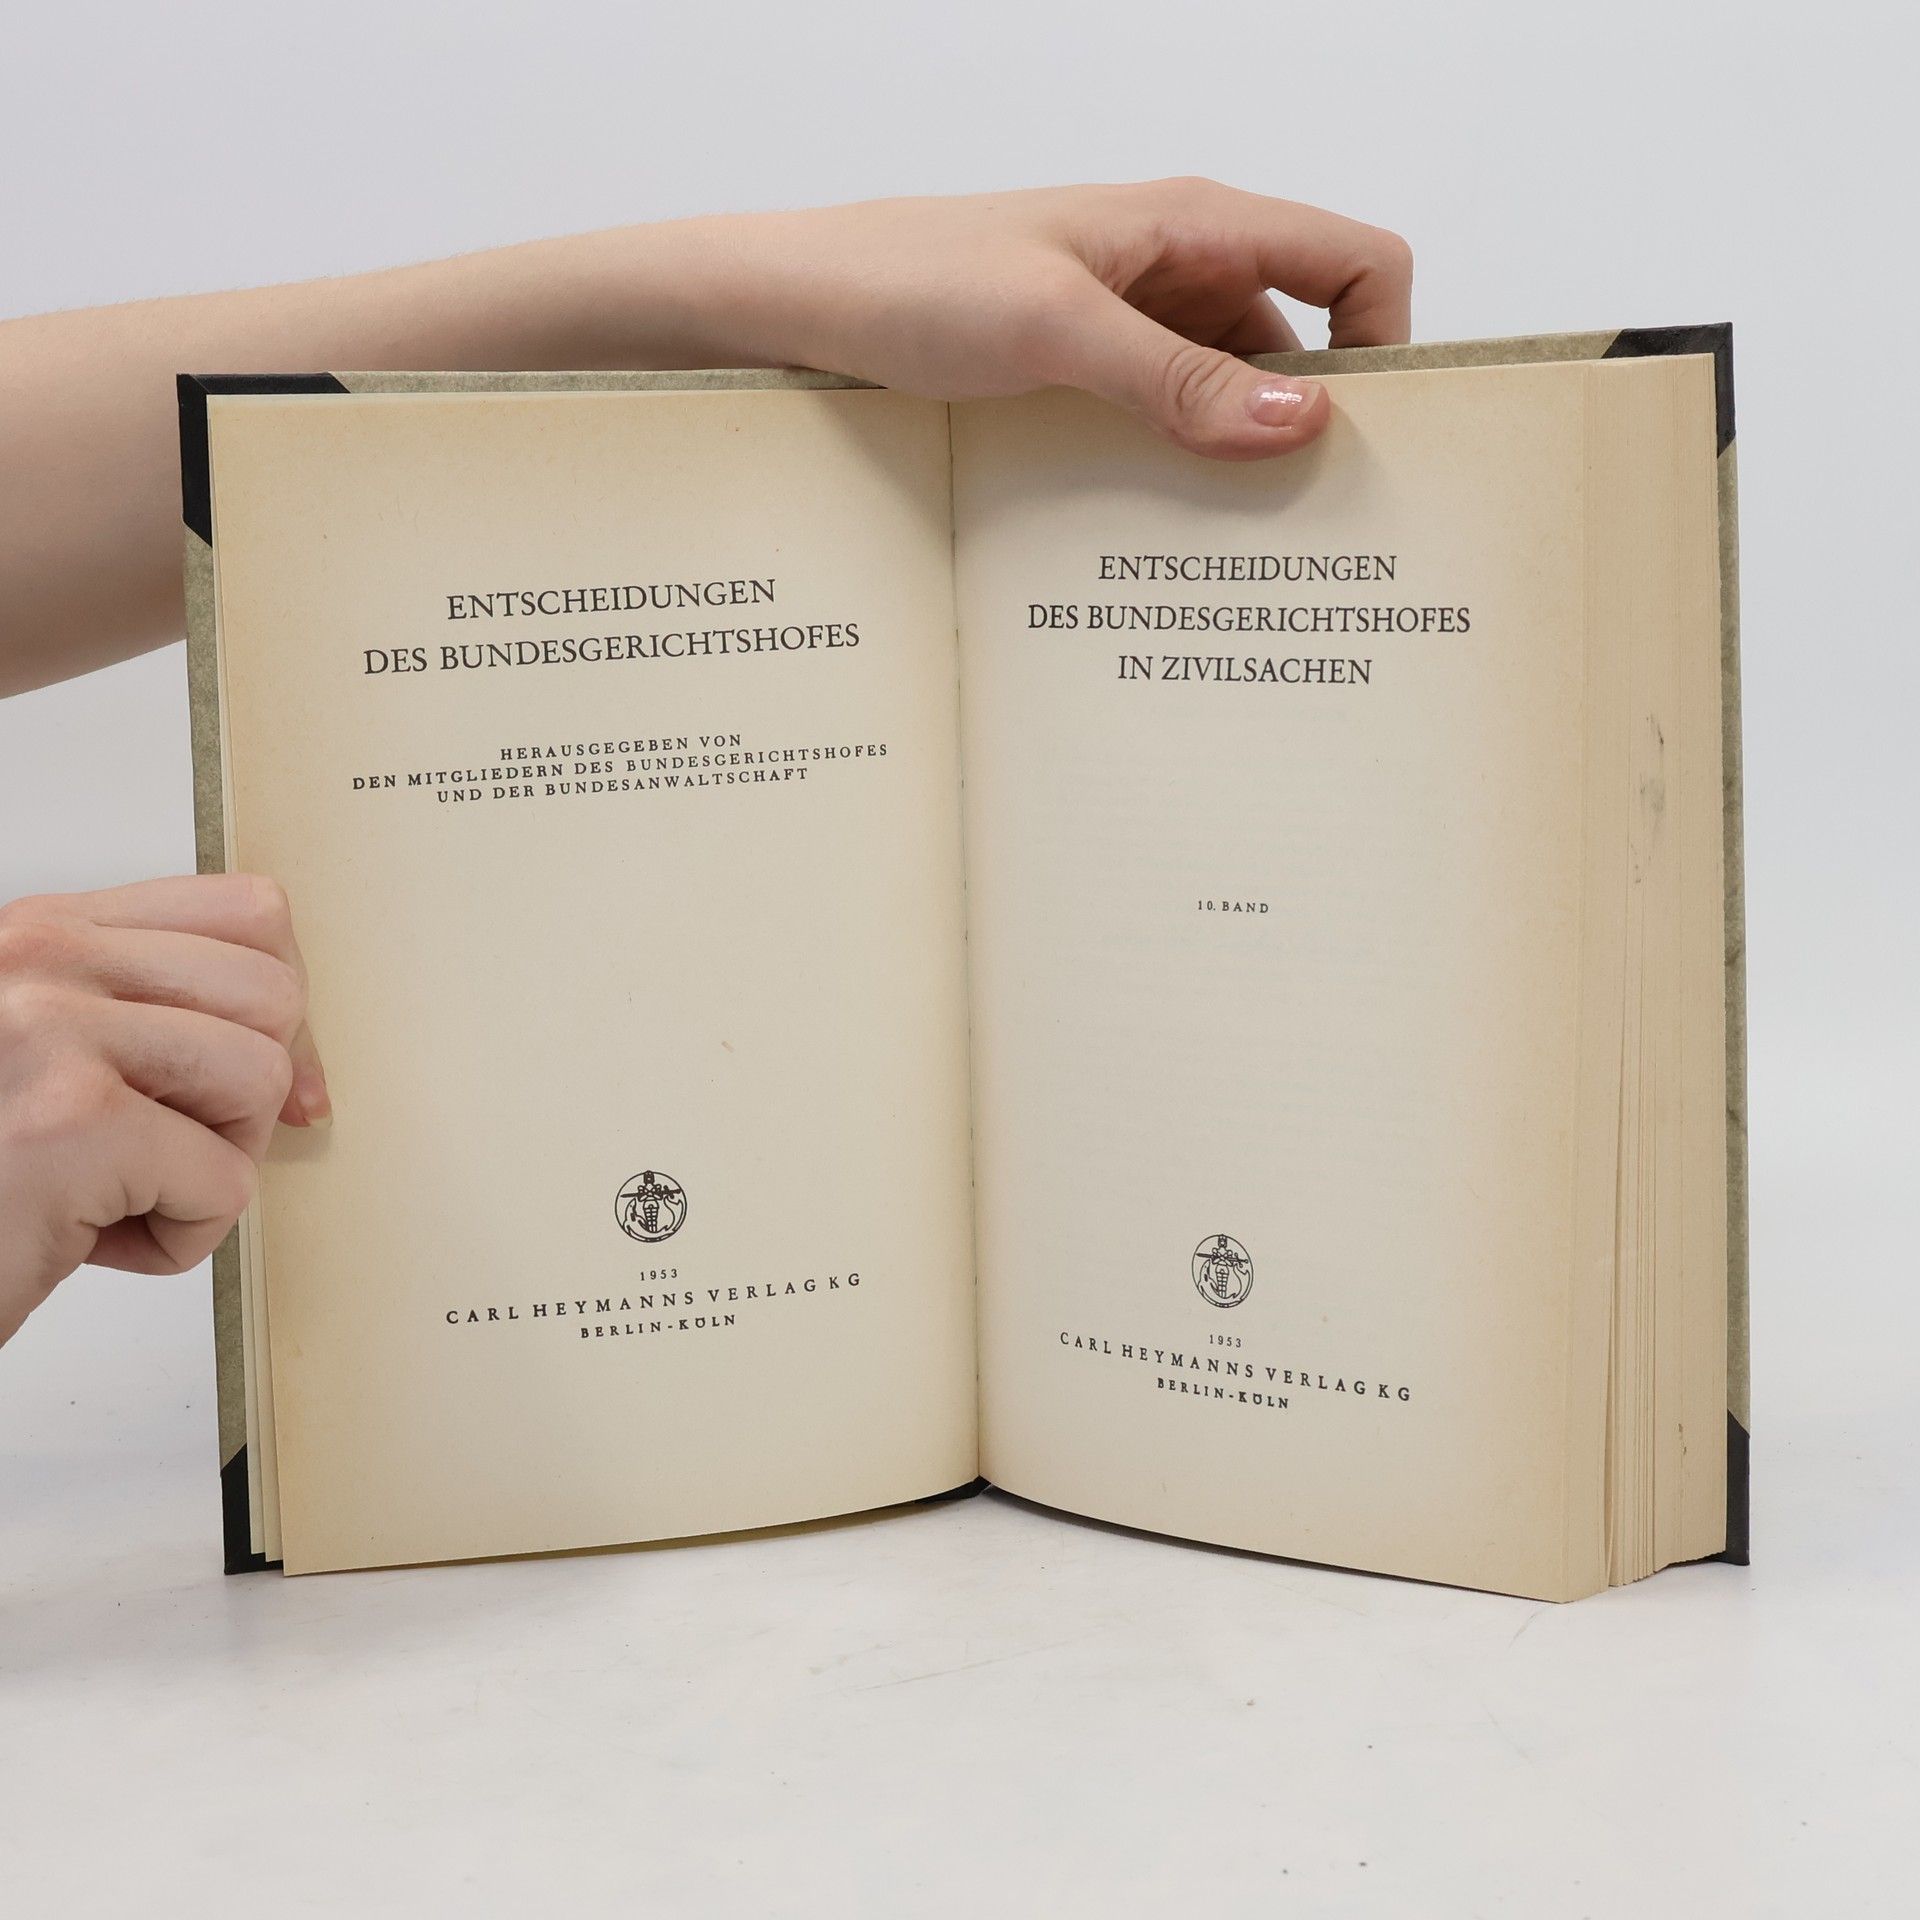 ENTSCHEIDUNGEN
DES BUNDESGERICHTSHOFES
HERAUSGEGEBEN VON
DEN MITGLIEDERN DES BUNDESGERICHTSHOFES
UND DER BUNDESANWALTSCHAFT
1953
CARL HEYMANNS VERLAG KG
BERLIN-KÖLN
ENTSCHEIDUNGEN
DES BUNDESGERICHTSHOFES
IN ZIVILSACHEN
10. BAND
1953
CARL HEYMANNS VERLAG KG
BERLIN-KÖLN